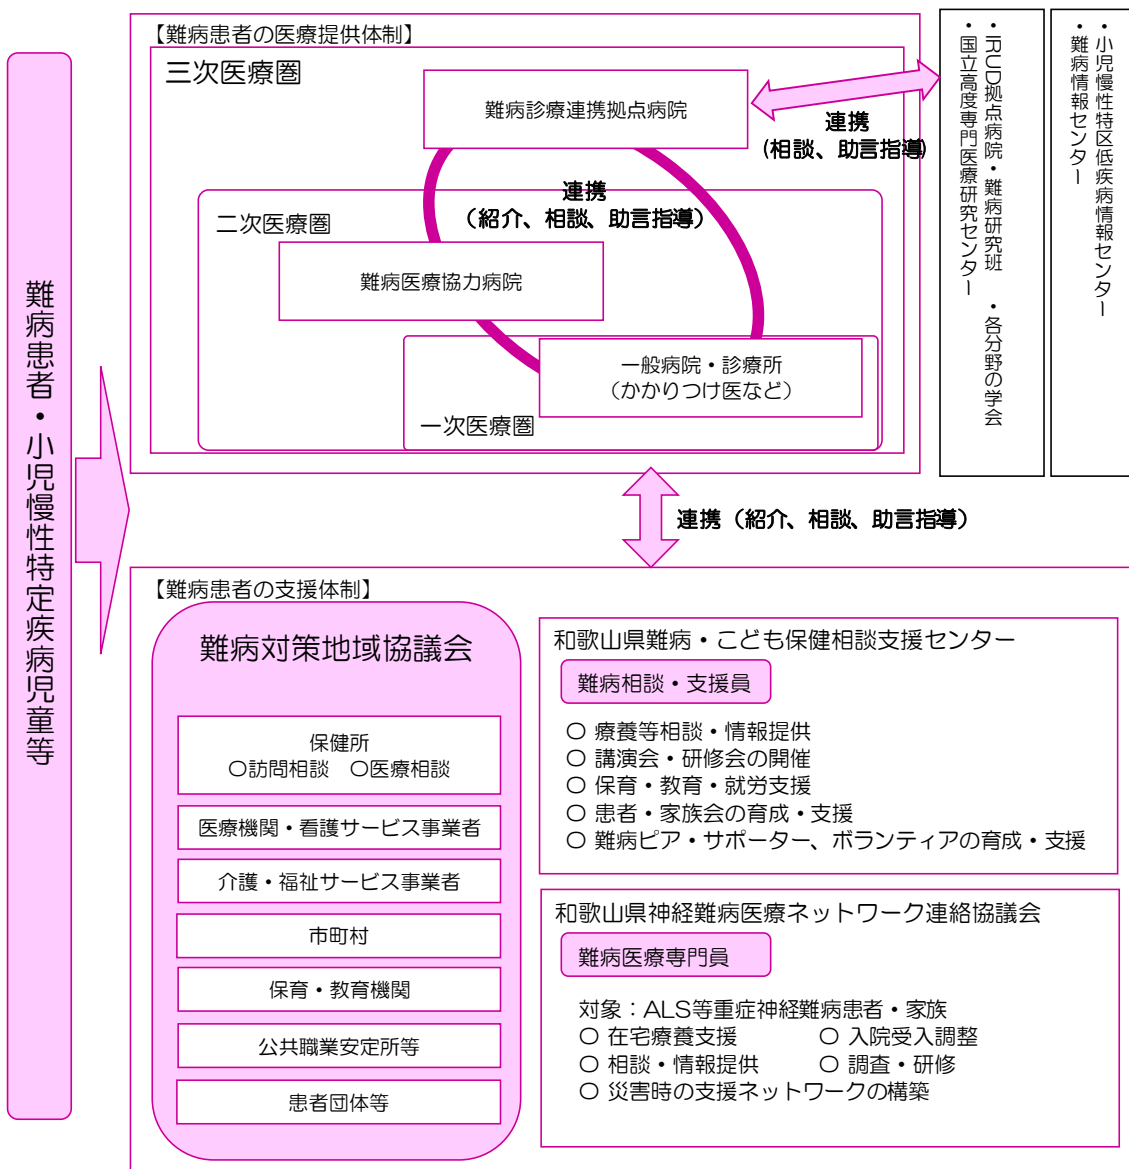 難病患者・小児慢性特定疾病児童等
【難病患者の医療提供体制】
三次医療圏
難病診療連携拠点病院
連携
(相談、助言指導)
連携
（紹介、相談、助言指導）
二次医療圏
難病医療協力病院
一般病院・診療所
（かかりつけ医など）
一次医療圏
・IRUD拠点病院・難病研究班　・各分野の学会
・国立高度専門医療研究センター
・小児慢性特区低疾病情報センター
・難病情報センター
連携（紹介、相談、助言指導）
【難病患者の支援体制】
難病対策地域協議会
保健所
○訪問相談　○医療相談
医療機関・看護サービス事業者
介護・福祉サービス事業者
市町村
保育・教育機関
公共職業安定所等
患者団体等
和歌山県難病・こども保健相談支援センター
難病相談・支援員
○ 療養等相談・情報提供
○ 講演会・研修会の開催
○ 保育・教育・就労支援
○ 患者・家族会の育成・支援
○ 難病ピア・サポーター、ボランティアの育成・支援
和歌山県神経難病医療ネットワーク連絡協議会
難病医療専門員
対象：ALS等重症神経難病患者・家族
○ 在宅療養支援　○ 入院受入調整
○ 相談・情報提供　○ 調査・研修
○ 災害時の支援ネットワークの構築